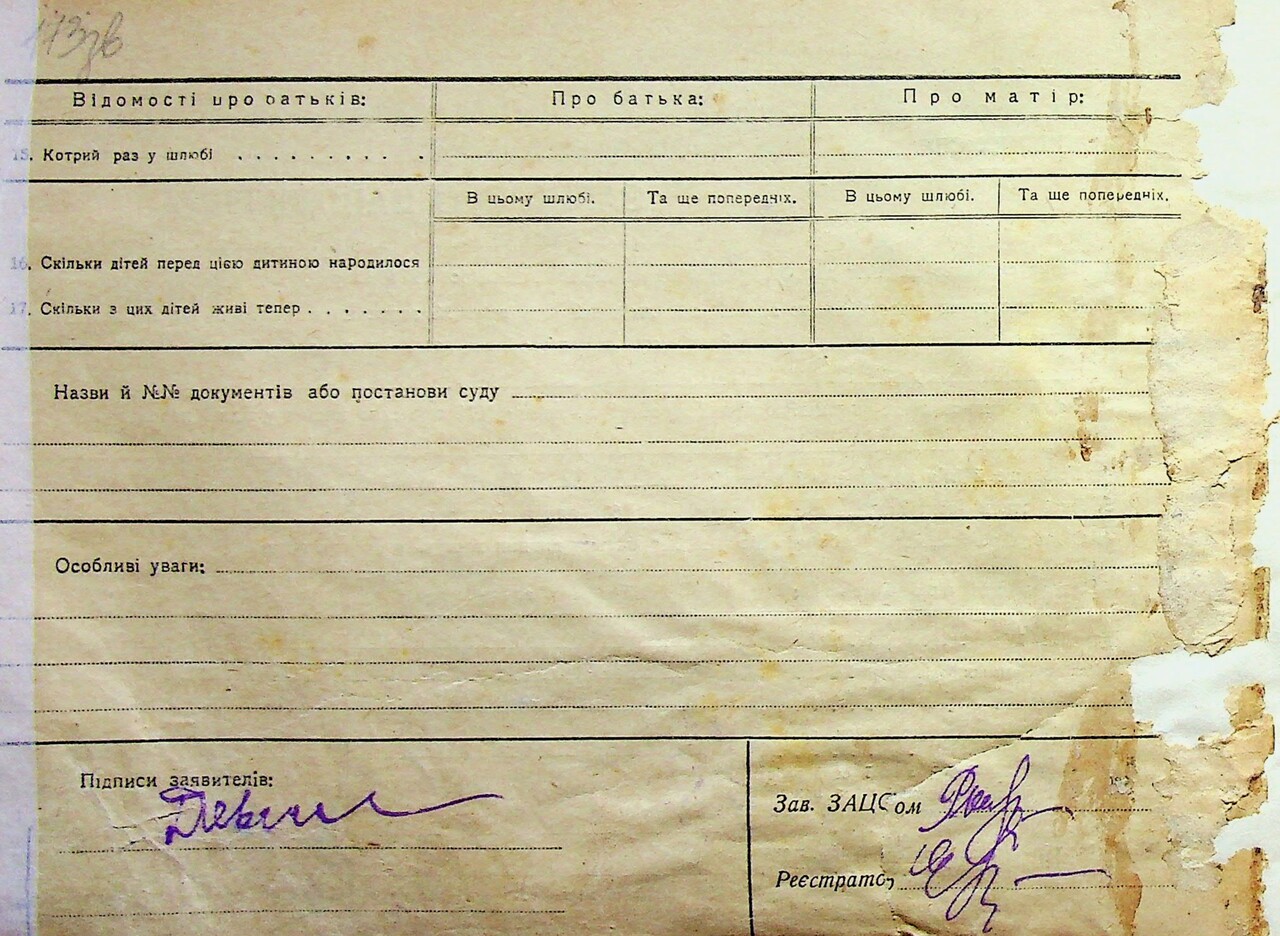 173зв
Відомості про батьків: Про батька: Про матір:
15. Котрий раз у шлюбі . . . . . . . . . .
В цьому шлюбі. Та ще попередніх. В цьому шлюбі. Та ще попередніх.
16. Скільки дітей перед цією дитиною народилося
17. Скільки з цих дітей живі тепер . . . . . . .
Назви й №№ документів або постанови суду
Особливі уваги:
Підписи заявителів:
Зав. ЗАЦСом
Реєстратор